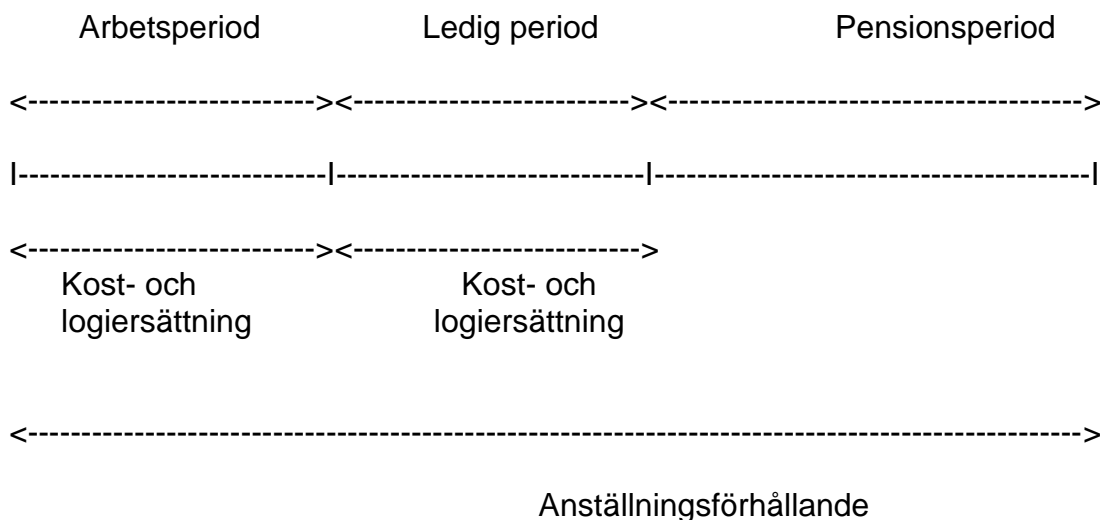 Arbetsperiod Ledig period Pensionsperiod
<----------------------------><--------------------------><---------------------------------------->
|-----------------------------|-----------------------------|-----------------------------------------|
<---------------------------><---------------------------->
Kost- och Kost- och
logiersättning logiersättning
<---------------------------------------------------------------------------------------------------->
Anställningsförhållande